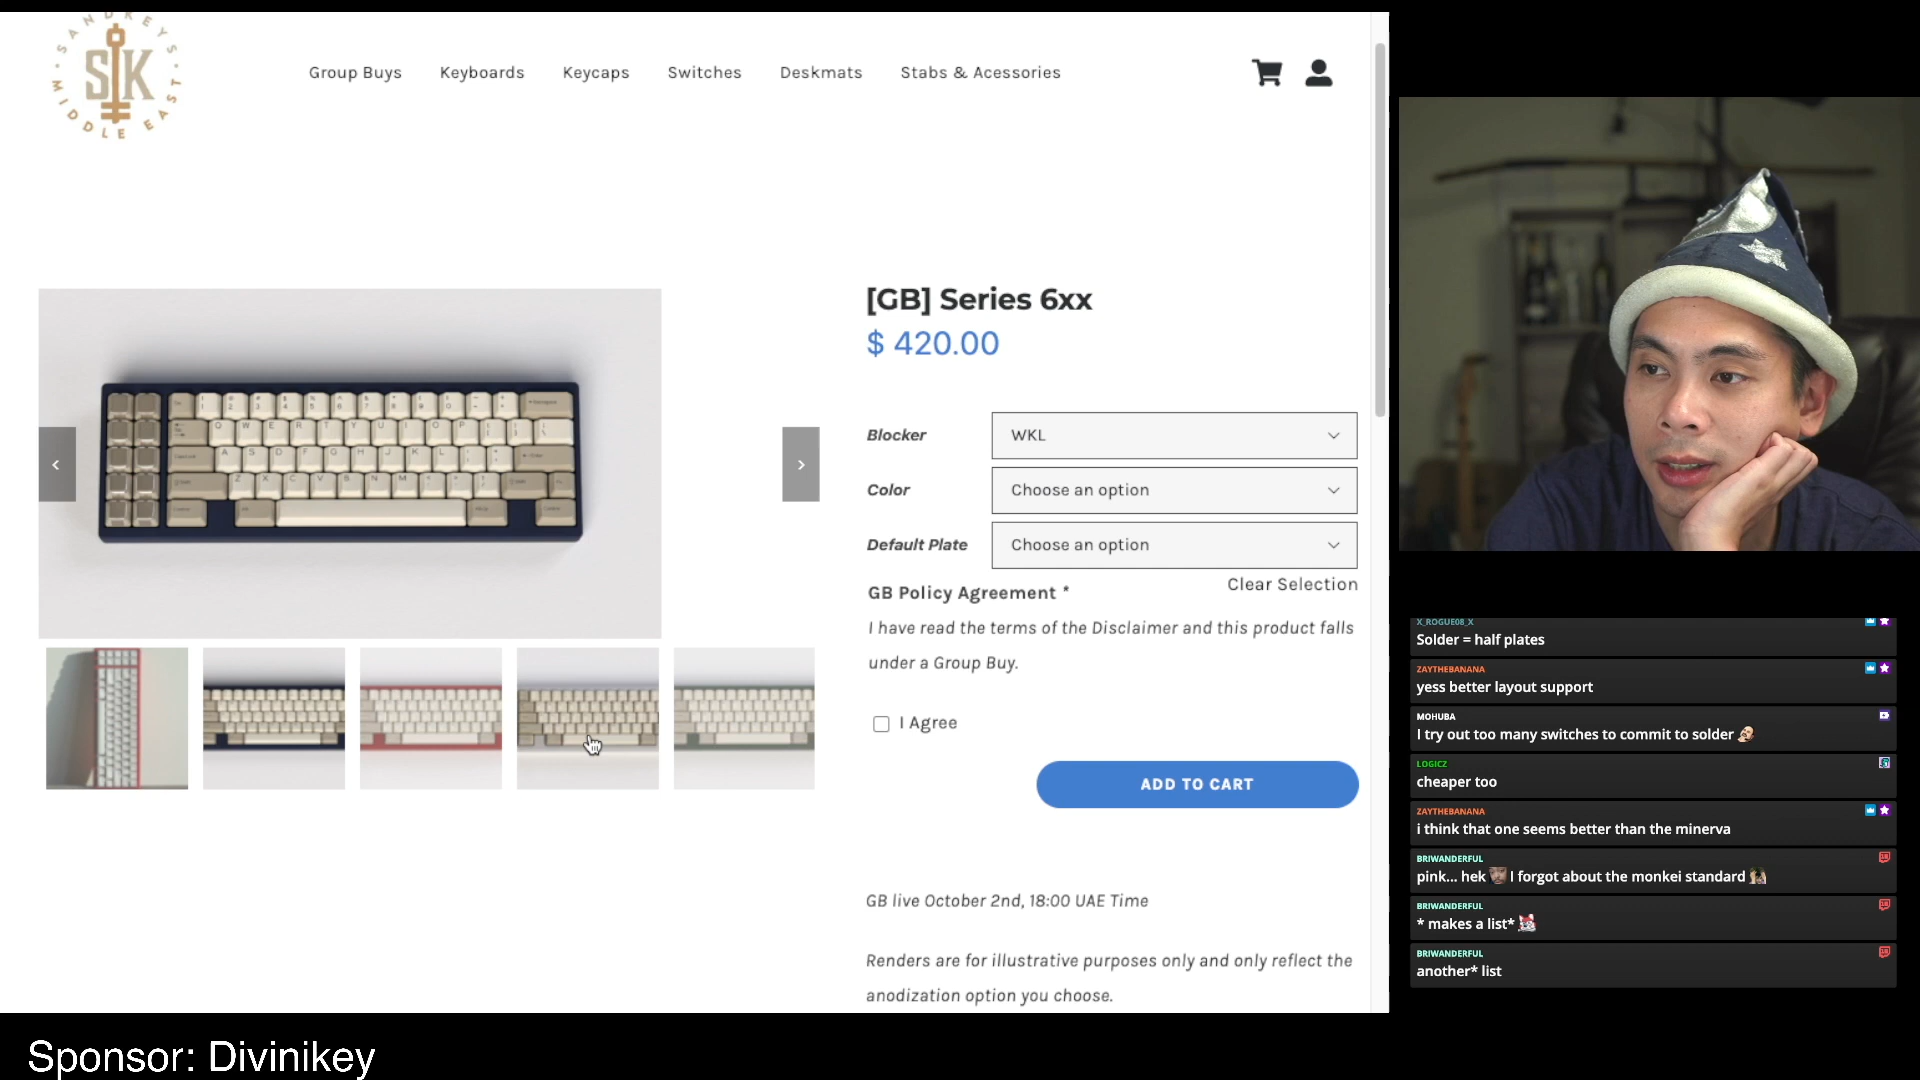 SANDKEYS
SK
MIDDLE EAST
Group Buys
Keyboards
Keycaps
Switches
Deskmats
Stabs & Acessories
[GB] Series 6xx
$ 420.00
Blocker
WKL
Color
Choose an option
Default Plate
Choose an option
Clear Selection
GB Policy Agreement *
I have read the terms of the Disclaimer and this product falls
under a Group Buy.
I Agree
ADD TO CART
GB live October 2nd, 18:00 UAE Time
Renders are for illustrative purposes only and only reflect the
anodization option you choose.
X_ROGUE08_X
Solder = half plates
ZAYTHEBANANA
yess better layout support
MOHUBA
I try out too many switches to commit to solder
LOGICZ
cheaper too
ZAYTHEBANANA
i think that one seems better than the minerva
BRIWANDERFUL
pink... hek I forgot about the monkei standard
BRIWANDERFUL
* makes a list*
BRIWANDERFUL
another* list
Sponsor: Divinikey